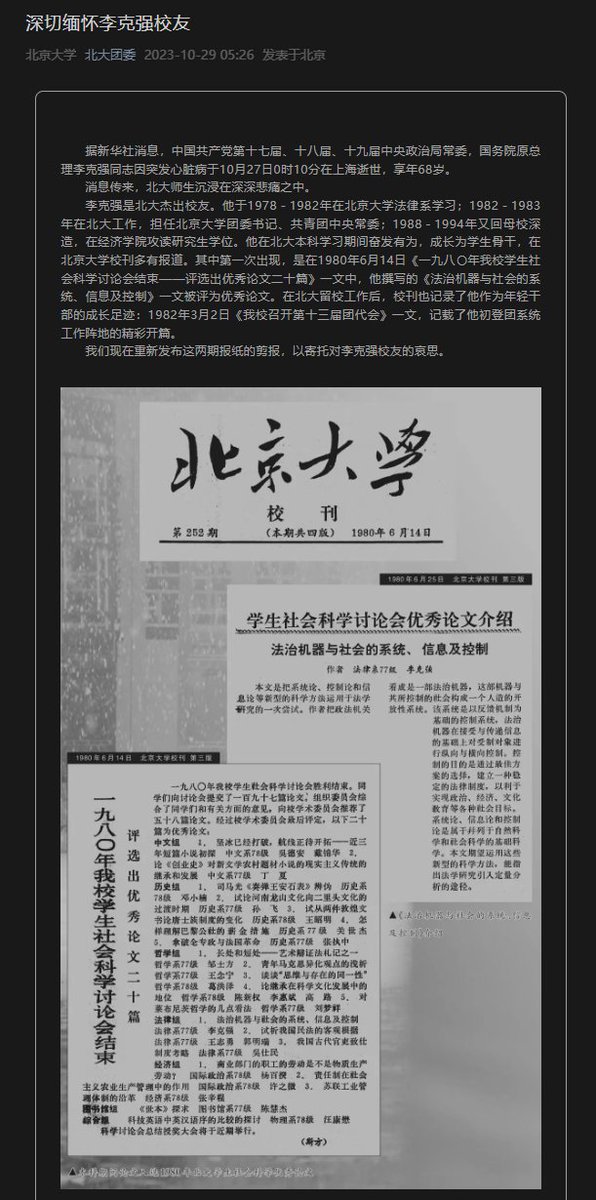 深切缅怀李克强校友
北京大学 北大团委 2023-10-29 05:26 发表于北京
据新华社消息，中国共产党第十七届、十八届、十九届中央政治局常委，国务院原总
理李克强同志因突发心脏病于10月27日0时10分在上海逝世，享年68岁。
消息传来，北大师生沉浸在深深悲痛之中。
李克强是北大杰出校友。他于1978－1982年在北京大学法律系学习；1982－1983
年在北大工作，担任北京大学团委书记、共青团中央常委；1988－1994年又回母校深
造，在经济学院攻读研究生学位。他在北大本科学习期间奋发有为，成长为学生骨干，在
北京大学校刊多有报道。其中第一次出现，是在1980年6月14日《一九八〇年我校学生社
会科学讨论会结束——评选出优秀论文二十篇》一文中，他撰写的《法治机器与社会的系
统、信息及控制》一文被评为优秀论文。在北大留校工作后，校刊也记录了他作为年轻干
部的成长足迹：1982年3月2日《我校召开第十三届团代会》一文，记载了他初登团系统
工作阵地的精彩开篇。
我们现在重新发布这两期报纸的剪报，以寄托对李克强校友的哀思。
北京大学
校 刊
第 252 期 （本期共四版） 1980年 6 月14日
1980年6月25日 北京大学校刊 第三版
学生社会科学讨论会优秀论文介绍
法治机器与社会的系统、信息及控制
作者 法律系77级 李克强
本文是把系统论、控制论和信
息论等新型的科学方法运用于法学
研究的一次尝试。作者把政法机关
看成是一部法治机器，这部机器与
其所控制的社会构成一个人造的开
放性系统。该系统是以反馈机制为
基础的控制系统，法治
机器在接受与传递信息
的基础上对受制对象进
行纵向与横向控制。控
制的目的是通过最佳方
案的选择，建立一种稳
定的法律制度，以利于
实现政治、经济、文化
教育等各种社会目标。
系统论、信息论和控制
论是属于并列于自然科
学和社会科学的基础科
学。本文期望运用这些
新型的科学方法，能指
出法学研究引入定量分
析的途径。
▲《法治机器与社会的系统、信息
及控制》介绍
1980年6月14日 北京大学校刊 第三版
一九八〇年我校学生社会科学讨论会结束
评选出优秀论文二十篇
一九八〇年我校学生社会科学讨论会胜利结束。同
学们向讨论会提交了一百九十七篇论文，组织委员会综
合了同学们和有关方面的意见，向校学术委员会推荐了
五十八篇论文。经过校学术委员会最后评定，以下二十
篇为优秀论文：
中文组 1．坚冰已经打破，航线正待开拓——近三
年短篇小说初探 中文系78级 吴德安 戴锦华 2．
论《创业史》对新文学农村题材小说的现实主义传统的
继承和发展 中文系77级 丁 夏
历史组 1．司马光《赛弹王安石表》辨伪 历史系
78级 邓小楠 2．试论河南龙山文化向二里头文化的
过渡时期 历史系77级 孙 飞 3．试从两件敦煌文
书论唐士族制度的变化 历史系78级 王昭明 4．怎
样理解巴黎公社的薪金措施 历史系77级 关世杰
5．拿破仑专政与法国革命 历史系78级 张执中
哲学组 1．长处和短处——艺术辩证法札记之一
哲学系77级 邹士方 2．青年马克思异化观点的浅析
哲学系77级 王志宁 3．谈谈“思维与存在的同一性”
哲学系78级 葛洪泽 4．论继承在科学文化发展中的
地位 哲学系78级 陈新权 李惠斌 高 路 5．对
莱布尼茨哲学的几点看法 哲学系77级 刘梦祥
法律组 1．法治机器与社会的系统、信息及控制
法律系77级 李克强 2．试析我国民法的客观根据
法律系77级 王志勇 郭明瑞 3．我国古代官吏致仕
制度考略 法律系77级 吴仕民
经济组 1．商业部门的职工的劳动是不是物质生产
劳动？ 国际政治系78级 杨百揆 2．责任制在社会
主义农业生产管理中的作用 国际政治系78级 许之微 3．苏联工业管
理体制的沿革 经济系78级 张辛程
图书馆组 《世本》探求 图书馆系77级 陈慧杰
综合组 科技英语中英汉语序的比较的探讨 物理系78级 汪康懋
科学讨论会总结授奖大会将于近期举行。
（斯方）
▲本科期间论文入选1980年北大学生社会科学优秀论文